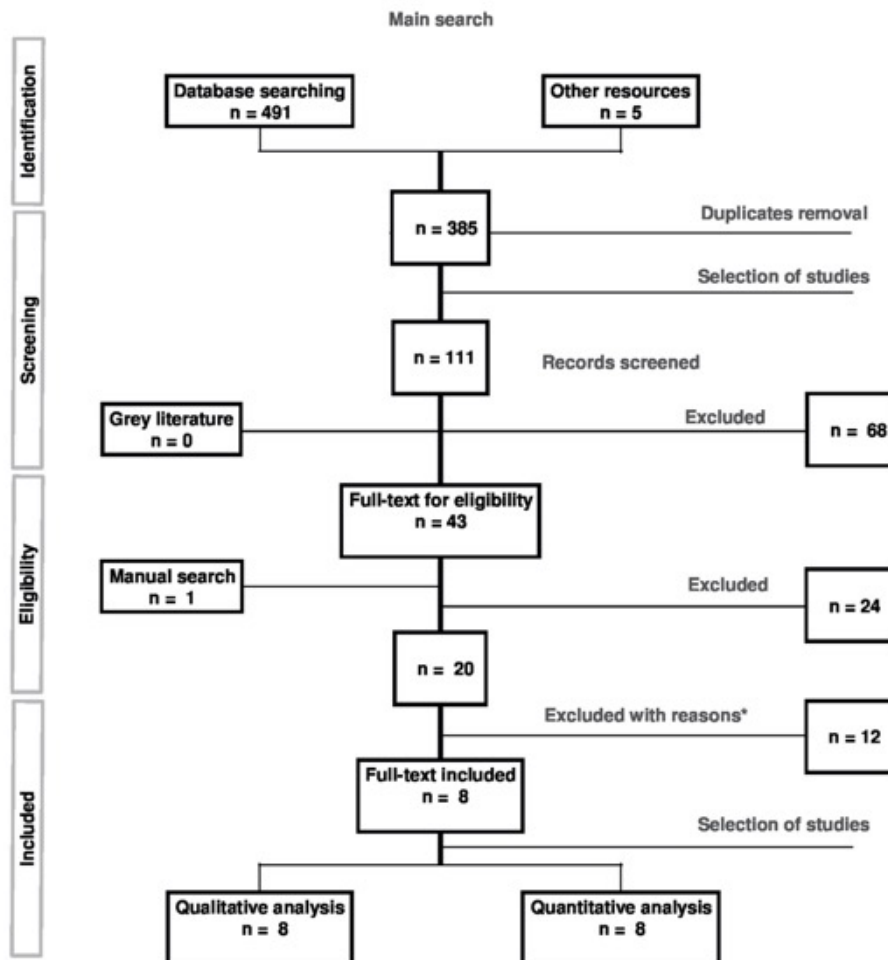 Main search
Identification
Database searching
n = 491
Other resources
n = 5
n = 385
Duplicates removal
Selection of studies
Screening
n = 111
Records screened
Grey literature
n = 0
Excluded
n = 68
Full-text for eligibility
n = 43
Eligibility
Manual search
n = 1
Excluded
n = 24
n = 20
Excluded with reasons*
n = 12
Included
Full-text included
n = 8
Selection of studies
Qualitative analysis
n = 8
Quantitative analysis
n = 8